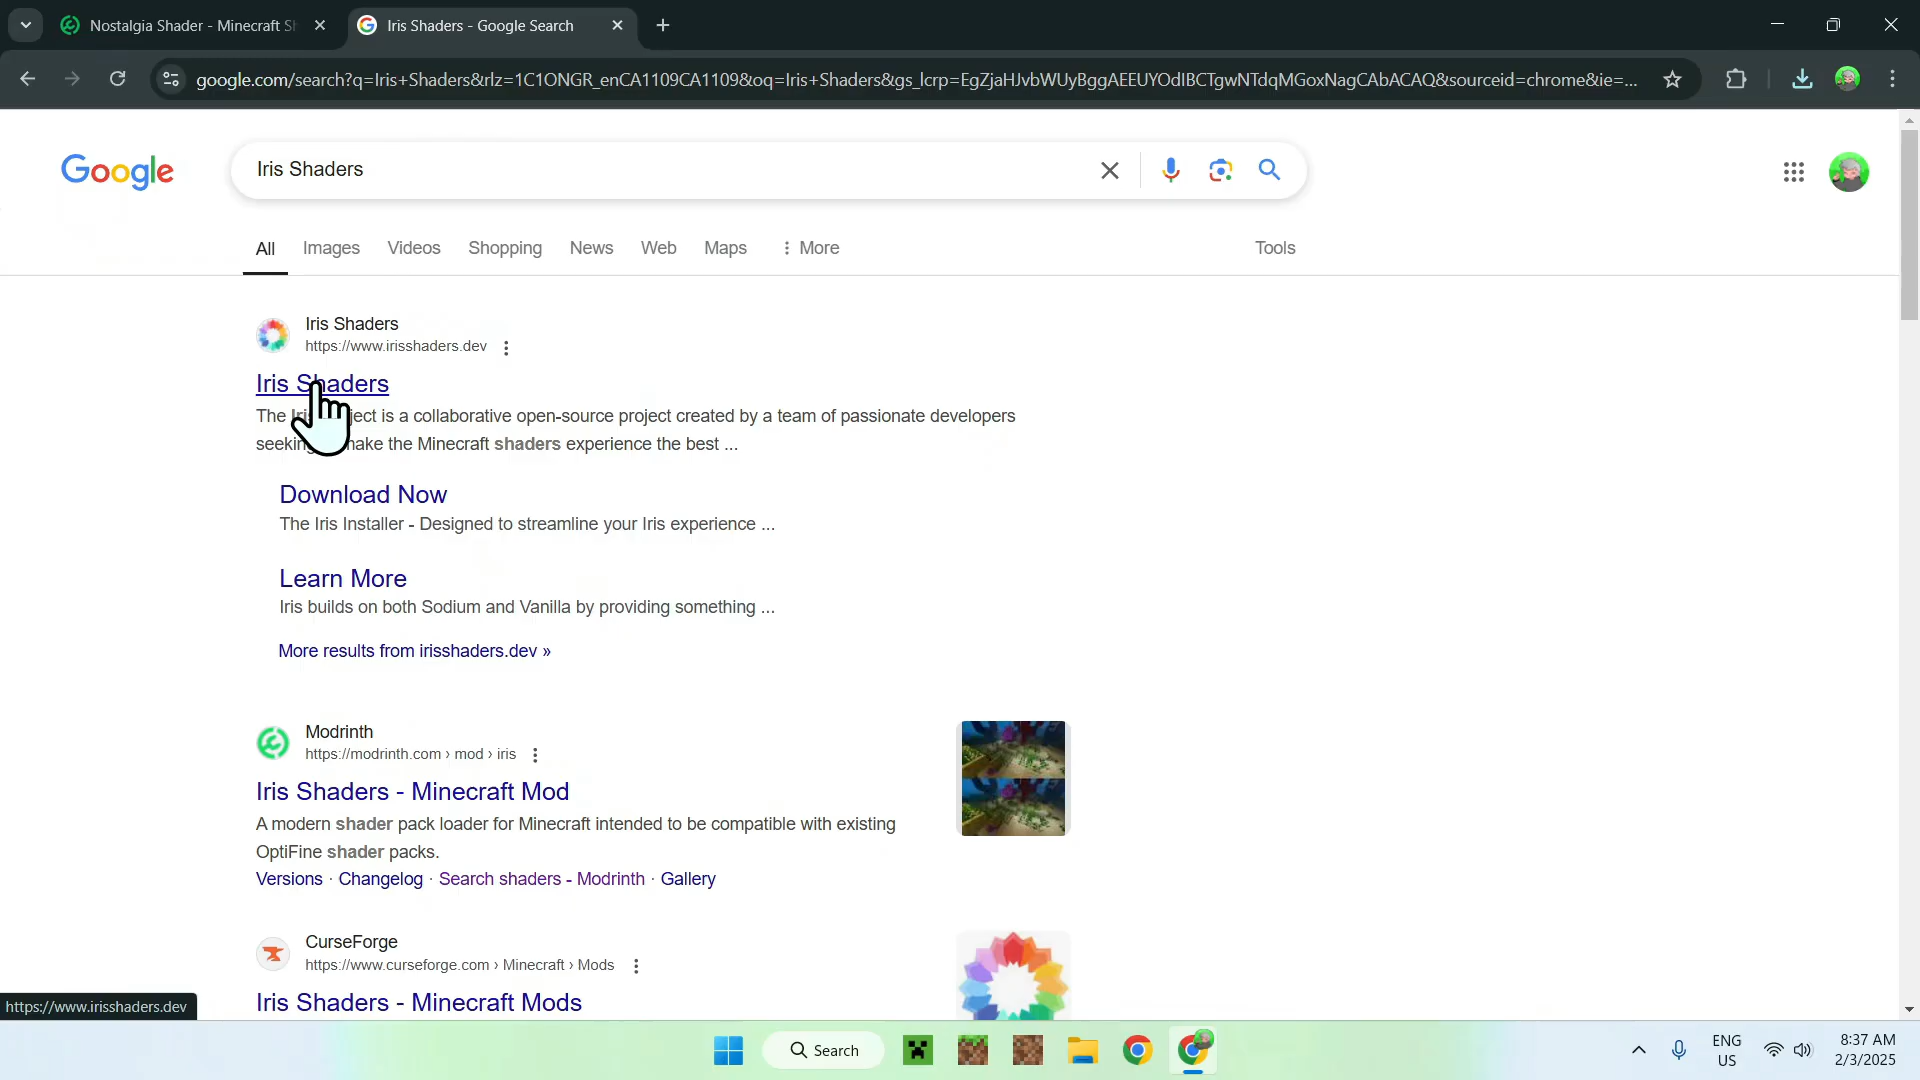 Nostalgia Shader - Minecraft Sh
Iris Shaders - Google Search
google.com/search?q=Iris+Shaders&rlz=1C1ONGR_enCA1109CA1109&oq=Iris+Shaders&gs_lcrp=EgZjaHJvbWUyBggAEEUYOdIBCTgwNTdqMGoxNagCAbACAQ&sourceid=chrome&ie=...
Google
Iris Shaders
All Images Videos Shopping News Web Maps More Tools
Iris Shaders
https://www.irisshaders.dev
Iris Shaders
The Iris Project is a collaborative open-source project created by a team of passionate developers
seeking make the Minecraft shaders experience the best ...
Download Now
The Iris Installer - Designed to streamline your Iris experience ...
Learn More
Iris builds on both Sodium and Vanilla by providing something ...
More results from irisshaders.dev »
Modrinth
https://modrinth.com › mod › iris
Iris Shaders - Minecraft Mod
A modern shader pack loader for Minecraft intended to be compatible with existing
OptiFine shader packs.
Versions · Changelog · Search shaders - Modrinth · Gallery
CurseForge
https://www.curseforge.com › Minecraft › Mods
Iris Shaders - Minecraft Mods
https://www.irisshaders.dev
Search
ENG
US
8:37 AM
2/3/2025